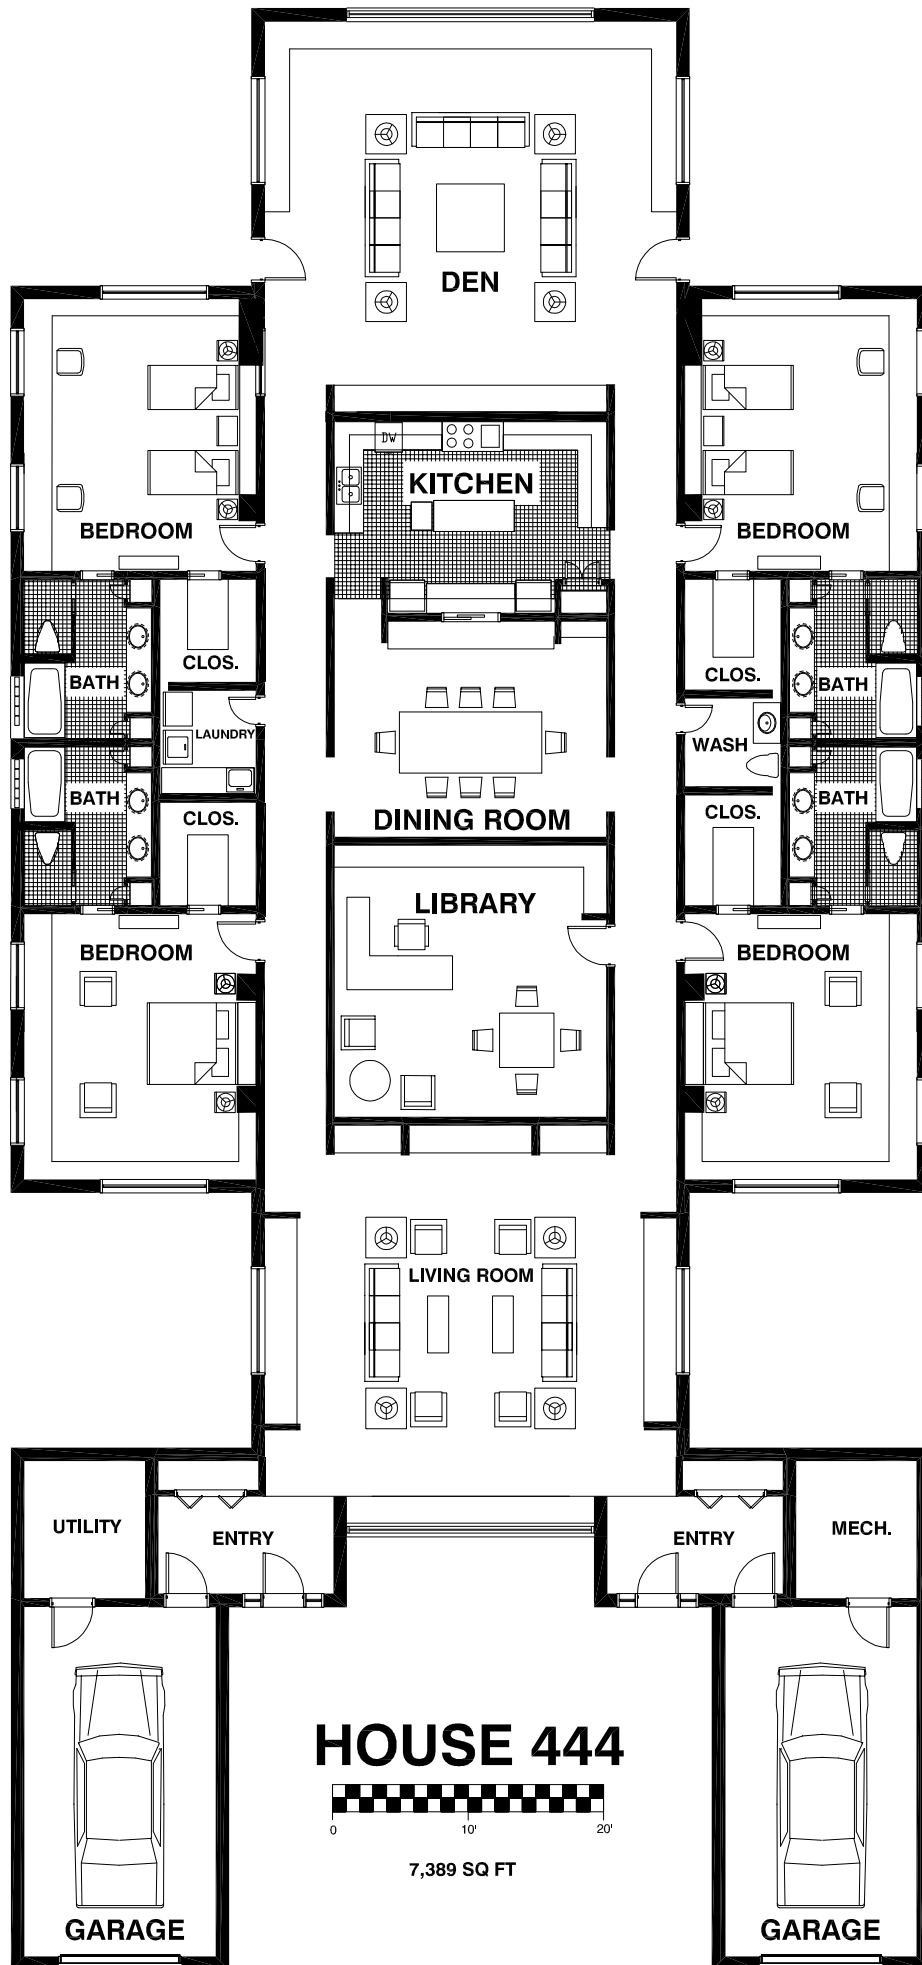 DEN
DW
KITCHEN
BEDROOM
BEDROOM
CLOS.
CLOS.
BATH
BATH
LAUNDRY
WASH
BATH
BATH
CLOS.
CLOS.
DINING ROOM
LIBRARY
BEDROOM
BEDROOM
LIVING ROOM
UTILITY
ENTRY
ENTRY
MECH.
HOUSE 444
0 10' 20'
7,389 SQ FT
GARAGE
GARAGE